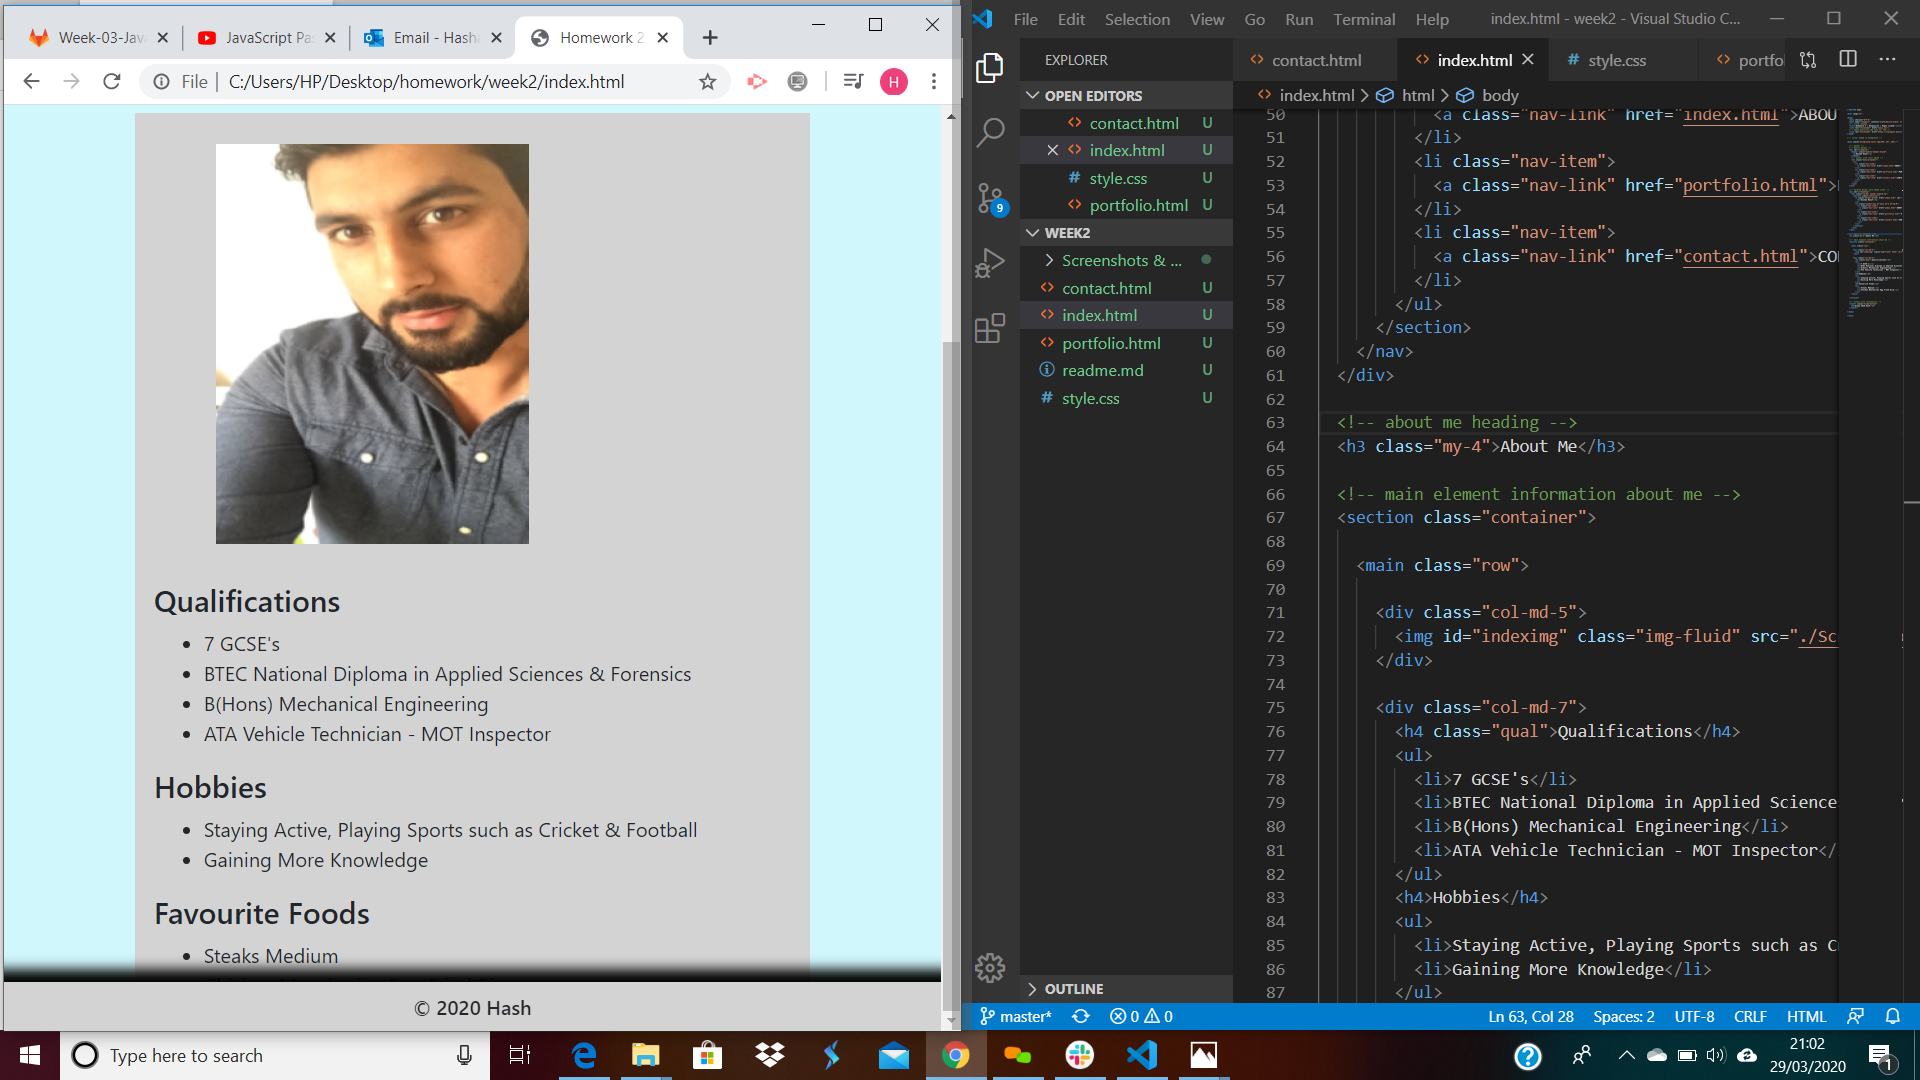 Week-03-Jav
JavaScript Pa
Email - Hash
Homework 2
File | C:/Users/HP/Desktop/homework/week2/index.html
H
Qualifications
7 GCSE's
BTEC National Diploma in Applied Sciences & Forensics
B(Hons) Mechanical Engineering
ATA Vehicle Technician - MOT Inspector
Hobbies
Staying Active, Playing Sports such as Cricket & Football
Gaining More Knowledge
Favourite Foods
Steaks Medium
© 2020 Hash
File Edit Selection View Go Run Terminal Help
index.html - week2 - Visual Studio C...
EXPLORER
contact.html
index.html
style.css
portfo
OPEN EDITORS
contact.html U
index.html U
style.css U
portfolio.html U
WEEK2
Screenshots & ...
contact.html U
index.html U
portfolio.html U
readme.md U
style.css U
OUTLINE
9
index.html > html > body
50 <a class="nav-link" href="index.html">ABOU
51 </li>
52 <li class="nav-item">
53 <a class="nav-link" href="portfolio.html">
54 </li>
55 <li class="nav-item">
56 <a class="nav-link" href="contact.html">CO
57 </li>
58 </ul>
59 </section>
60 </nav>
61 </div>
62
63 <!-- about me heading -->
64 <h3 class="my-4">About Me</h3>
65
66 <!-- main element information about me -->
67 <section class="container">
68
69 <main class="row">
70
71 <div class="col-md-5">
72 <img id="indeximg" class="img-fluid" src="./Sc
73 </div>
74
75 <div class="col-md-7">
76 <h4 class="qual">Qualifications</h4>
77 <ul>
78 <li>7 GCSE's</li>
79 <li>BTEC National Diploma in Applied Science
80 <li>B(Hons) Mechanical Engineering</li>
81 <li>ATA Vehicle Technician - MOT Inspector</
82 </ul>
83 <h4>Hobbies</h4>
84 <ul>
85 <li>Staying Active, Playing Sports such as C
86 <li>Gaining More Knowledge</li>
87 </ul>
master* 0 0
Ln 63, Col 28 Spaces: 2 UTF-8 CRLF HTML
Type here to search
21:02
29/03/2020
1